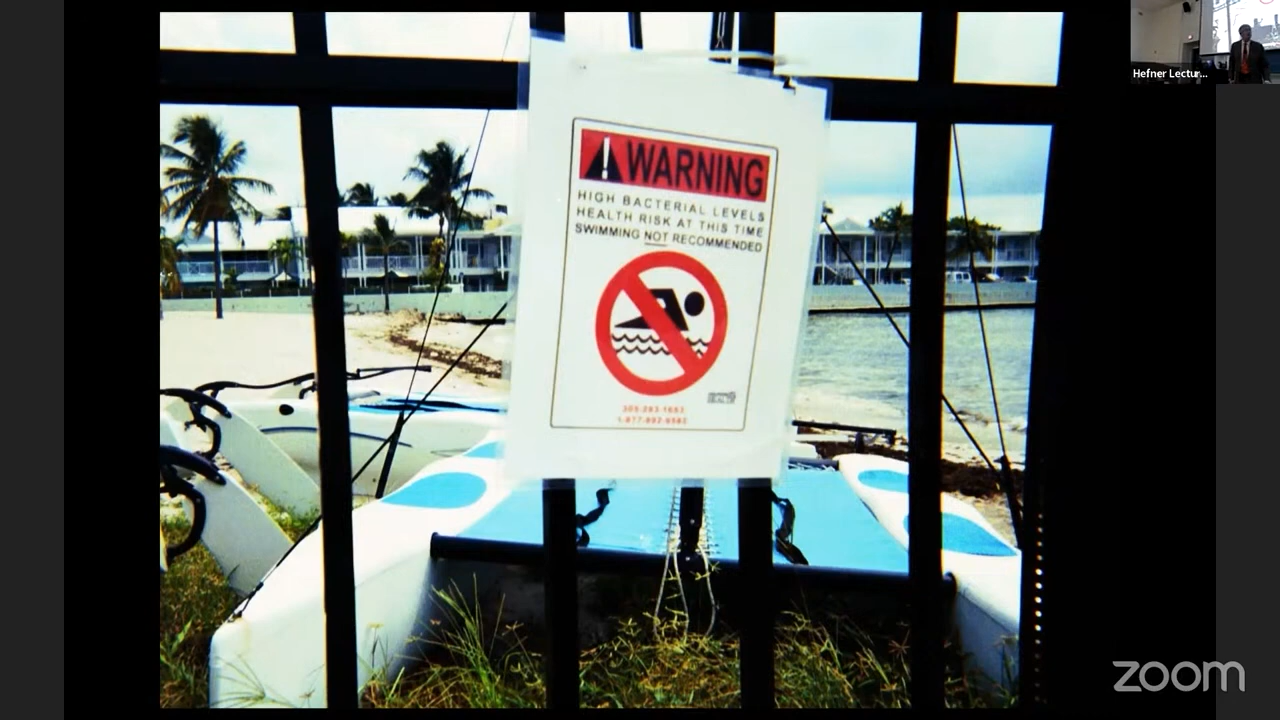 Hefner Lectur...
WARNING
HIGH BACTERIAL LEVELS
HEALTH RISK AT THIS TIME
SWIMMING NOT RECOMMENDED
zoom